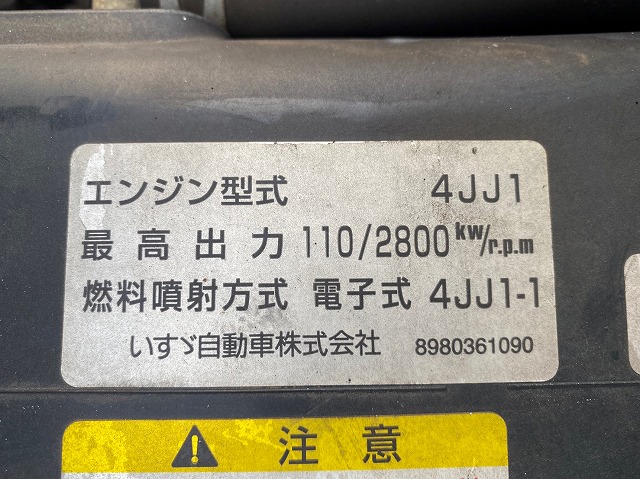 エンジン型式 4JJ1
最高出力 110/2800 kw/r.p.m
燃料噴射方式 電子式 4JJ1-1
いすゞ自動車株式会社 8980361090
注意